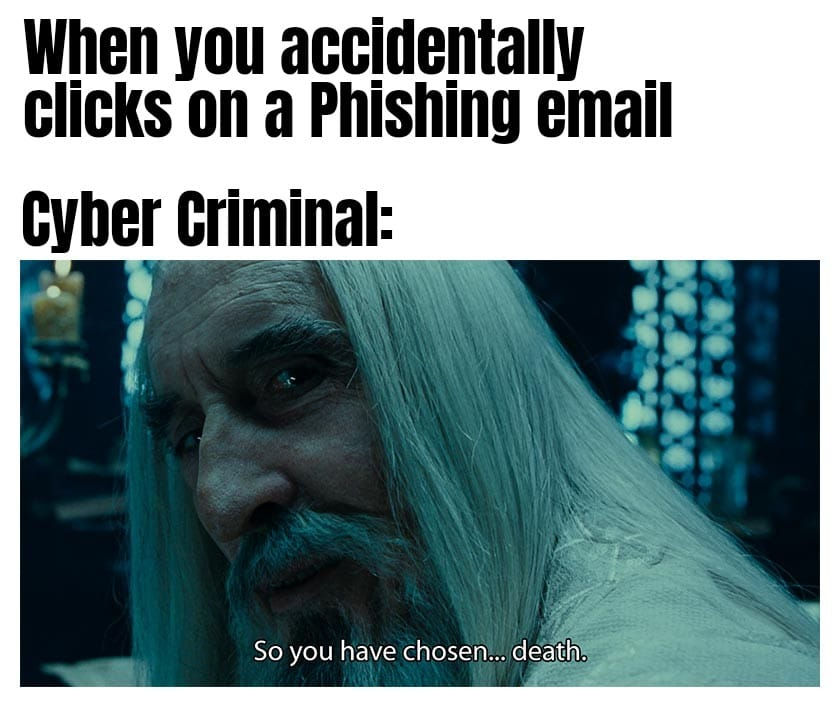 When you accidentally
clicks on a Phishing email
Cyber Criminal:
So you have chosen... death.